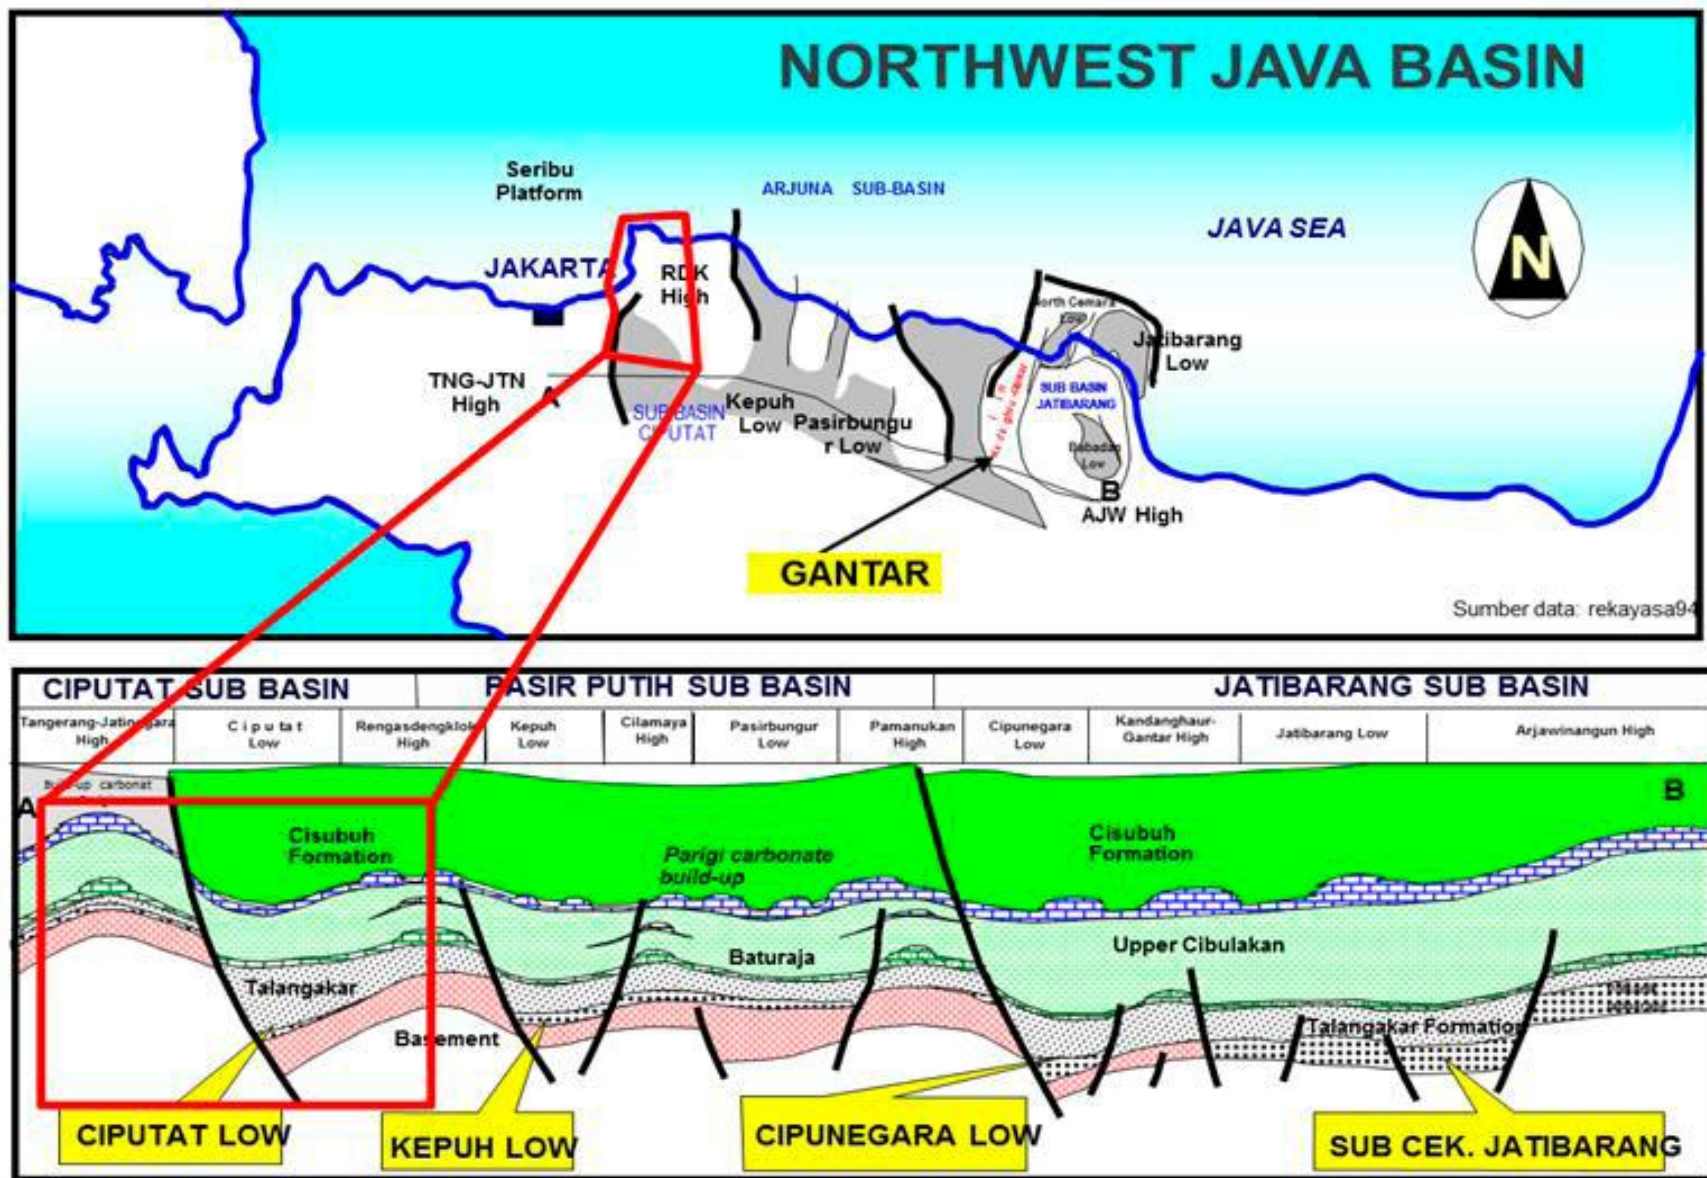 NORTHWEST JAVA BASIN
Seribu
Platform
ARJUNA SUB-BASIN
JAVA SEA
N
JAKARTA
RDK
High
North Cemara
Low
Jatibarang
Low
TNG-JTN
High
A
SUB BASIN
CIPUTAT
Kepuh
Low
Pasirbungu
r Low
SUB BASIN
JATIBARANG
Low
B
AJW High
GANTAR
Sumber data: rekayasa94
CIPUTAT SUB BASIN
PASIR PUTIH SUB BASIN
JATIBARANG SUB BASIN
Tangerang-Jatinegara
High
Ciputat
Low
Rengasdengklok
High
Kepuh
Low
Cilamaya
High
Pasirbungur
Low
Pamanukan
High
Cipunegara
Low
Kandanghaur-
Gantar High
Jatibarang Low
Arjawinangun High
Build-up carbonat
A
B
Cisubuh
Formation
Parigi carbonate
build-up
Cisubuh
Formation
Baturaja
Upper Cibulakan
Talangakar
Basement
Talangakar Formation
CIPUTAT LOW
KEPUH LOW
CIPUNEGARA LOW
SUB CEK. JATIBARANG